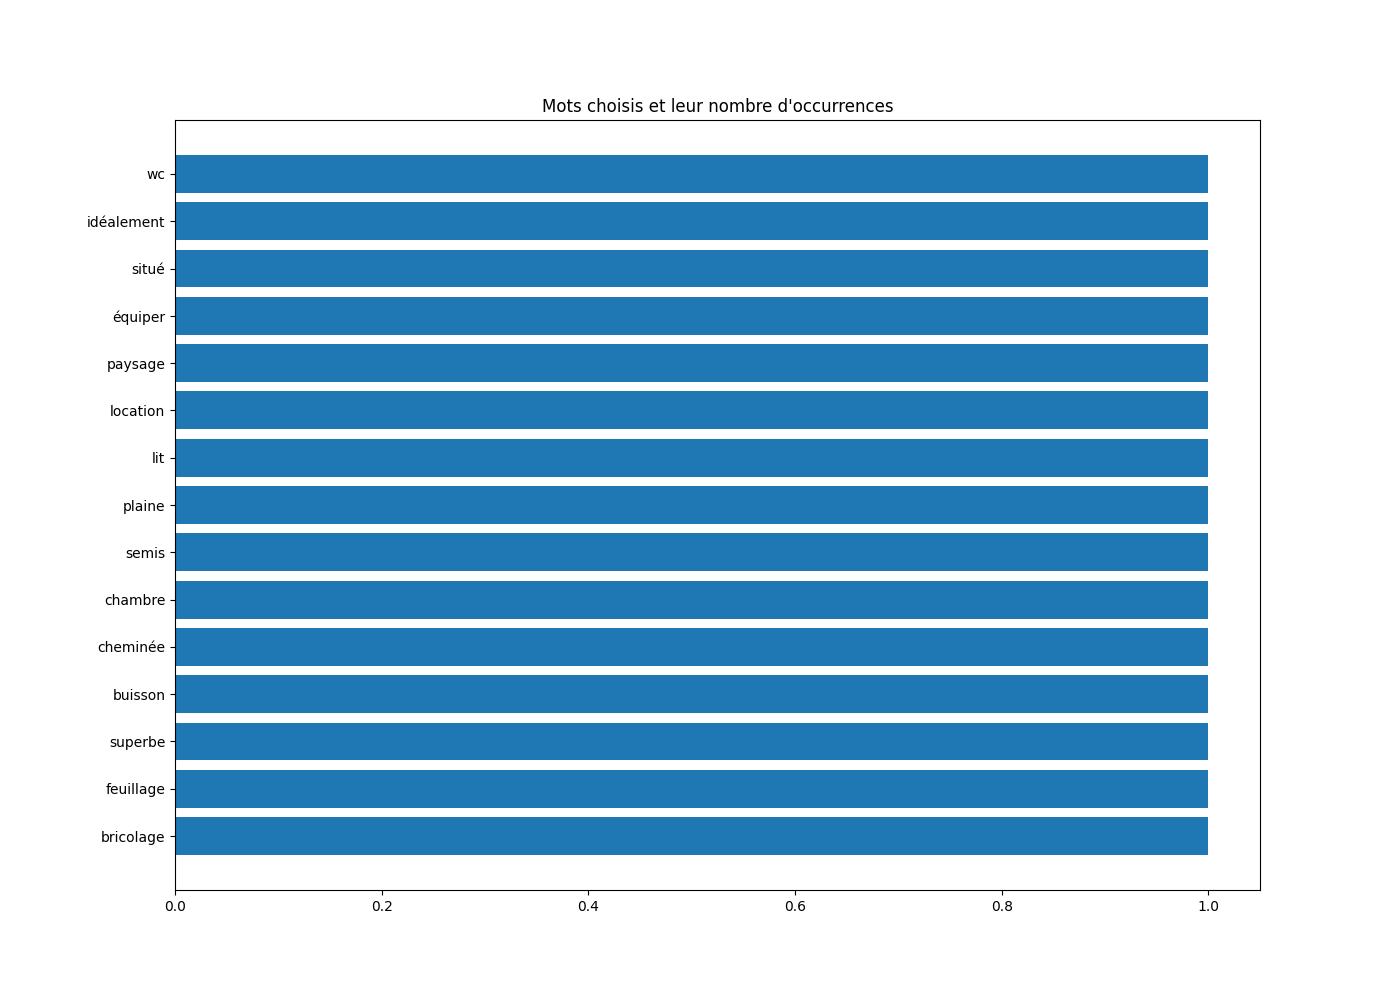 Mots choisis et leur nombre d'occurrences
wc
idéalement
situé
équiper
paysage
location
lit
plaine
semis
chambre
cheminée
buisson
superbe
feuillage
bricolage
0.0 0.2 0.4 0.6 0.8 1.0